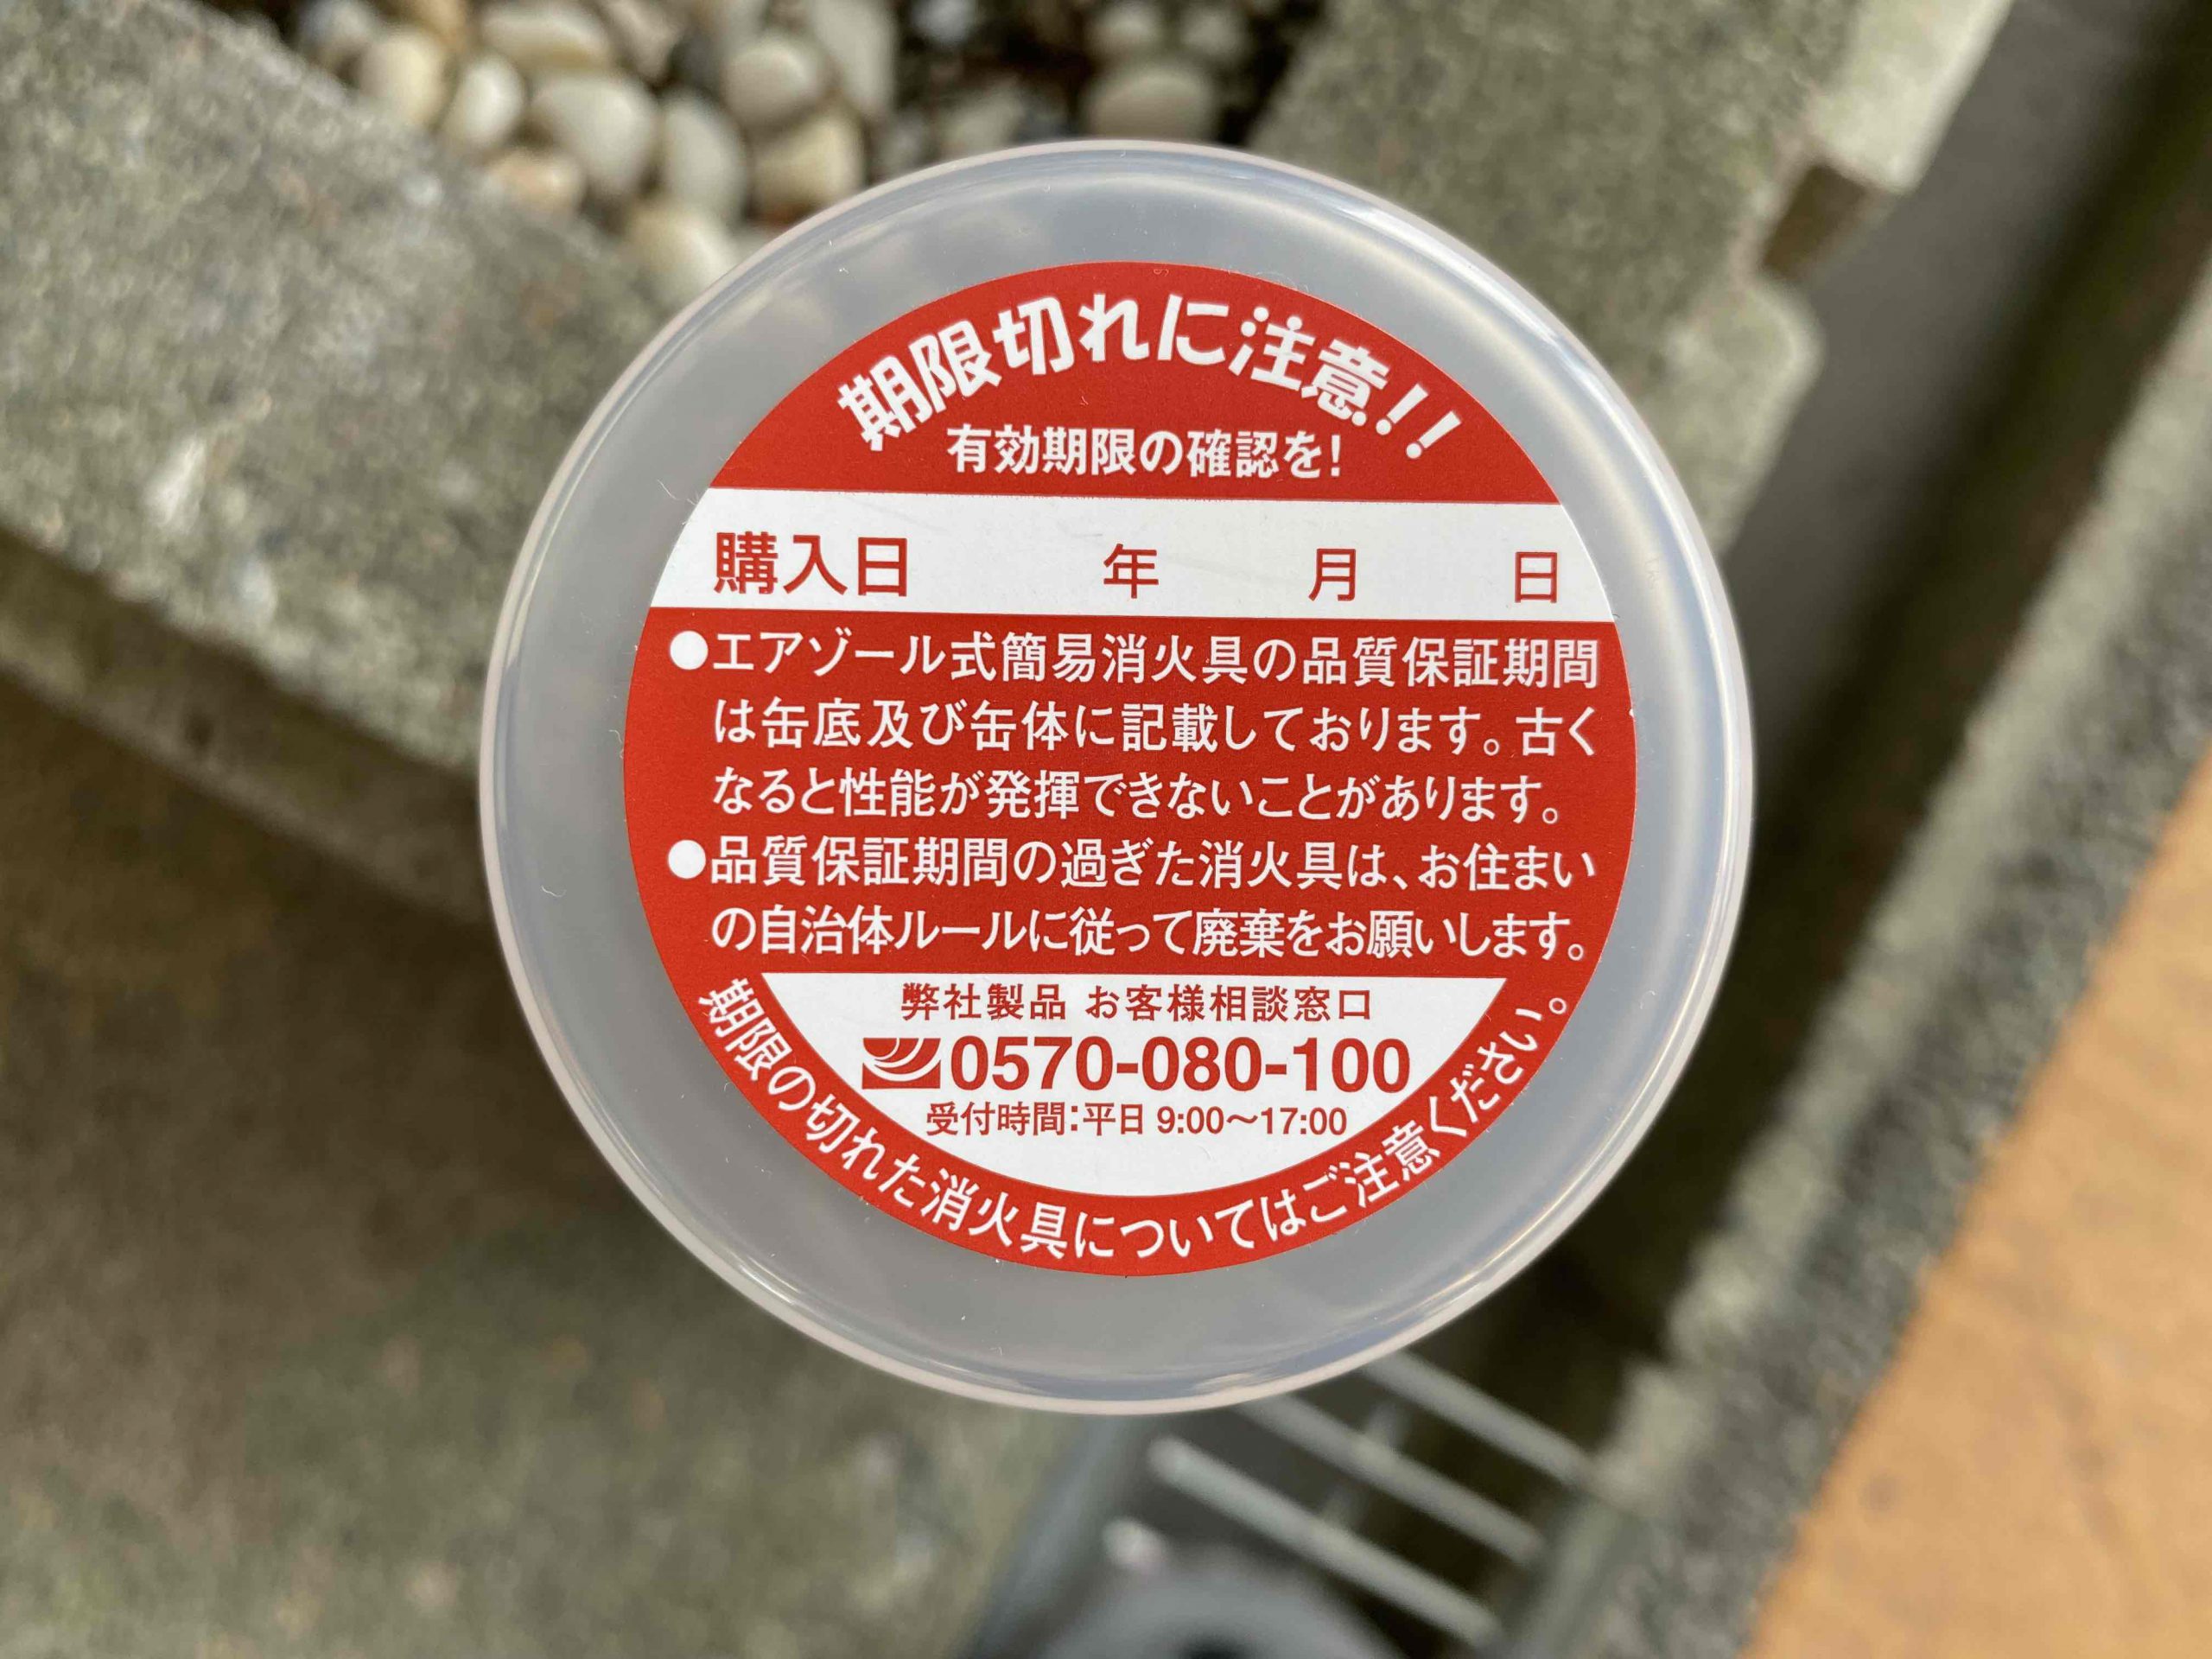 期限切れに注意!!
有効期限の確認を!
購入日 年 月 日
●エアゾール式簡易消火具の品質保証期間
は缶底及び缶体に記載しております。古く
なると性能が発揮できないことがあります。
●品質保証期間の過ぎた消火具は、お住まい
の自治体ルールに従って廃棄をお願いします。
弊社製品 お客様相談窓口
0570-080-100
受付時間:平日 9:00〜17:00
期限の切れた消火具についてはご注意ください。